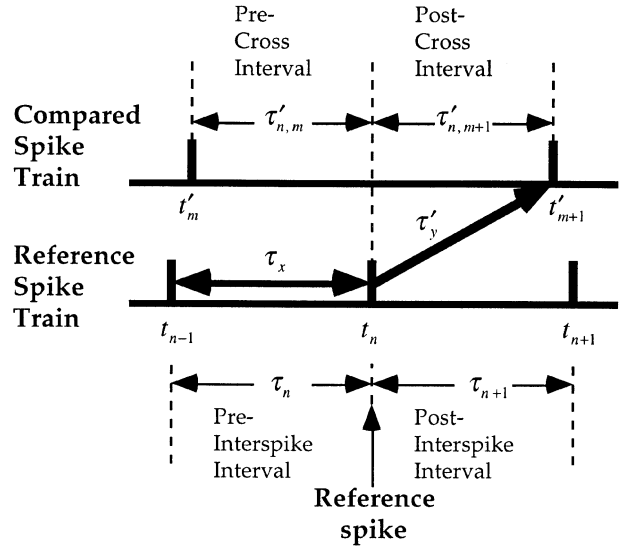 Pre-
Cross
Interval
Post-
Cross
Interval
Compared
Spike
Train
τ′n, m
τ′n, m+1
t′m
t′m+1
τ′y
Reference
Spike
Train
τx
tn−1
tn
tn+1
τn
τn+1
Pre-
Interspike
Interval
Post-
Interspike
Interval
Reference
spike